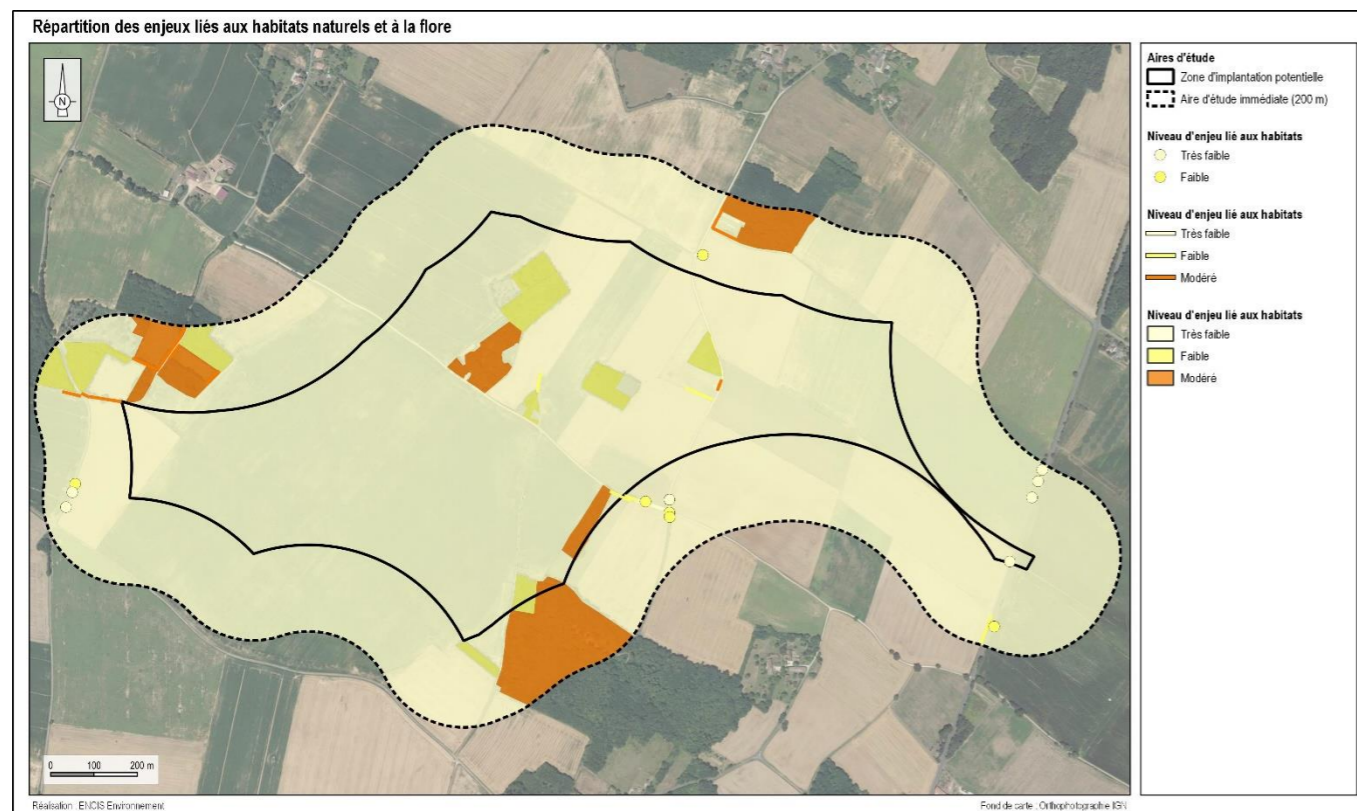 Répartition des enjeux liés aux habitats naturels et à la flore
N
Aires d'étude
Zone d'implantation potentielle
Aire d'étude immédiate (200 m)
Niveau d'enjeu lié aux habitats
Très faible
Faible
Niveau d'enjeu lié aux habitats
Très faible
Faible
Modéré
Niveau d'enjeu lié aux habitats
Très faible
Faible
Modéré
0 100 200 m
Réalisation : ENCIS Environnement
Fond de carte : Orthophotographie IGN